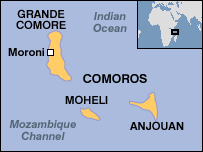 GRANDE
COMORE
Indian
Ocean
Moroni
COMOROS
MOHELI
Mozambique
Channel
ANJOUAN